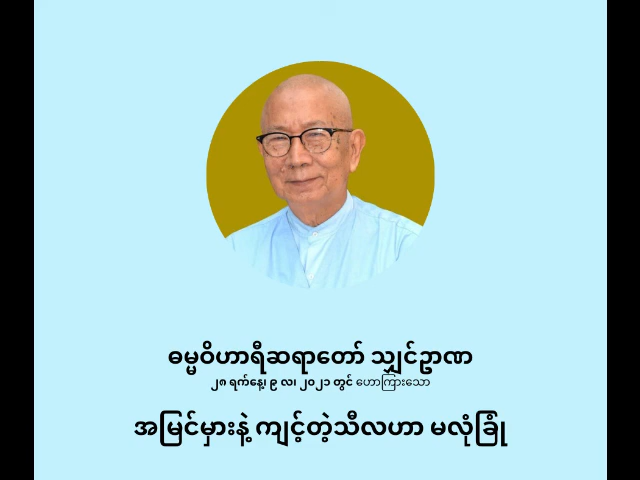 ဓမ္မဝိဟာရီဆရာတော် သျှင်ဥာဏ
၂၈ ရက်နေ့၊ ၉ လ၊ ၂၀၂၁ တွင် ဟောကြားသော
အမြင်မှားနဲ့ ကျင့်တဲ့သီလဟာ မလုံခြုံ